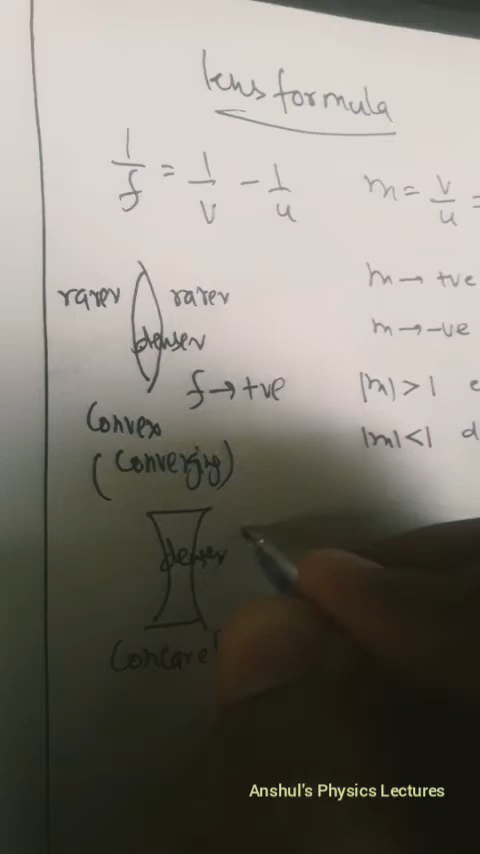 lens formula
1/f = 1/v - 1/u
m = v/u =
rarer rarer
denser
m → +ve
m → -ve
f → +ve
|m| > 1 e
|m| < 1 d
Convex
(Converging)
denser
Concave
Anshul's Physics Lectures